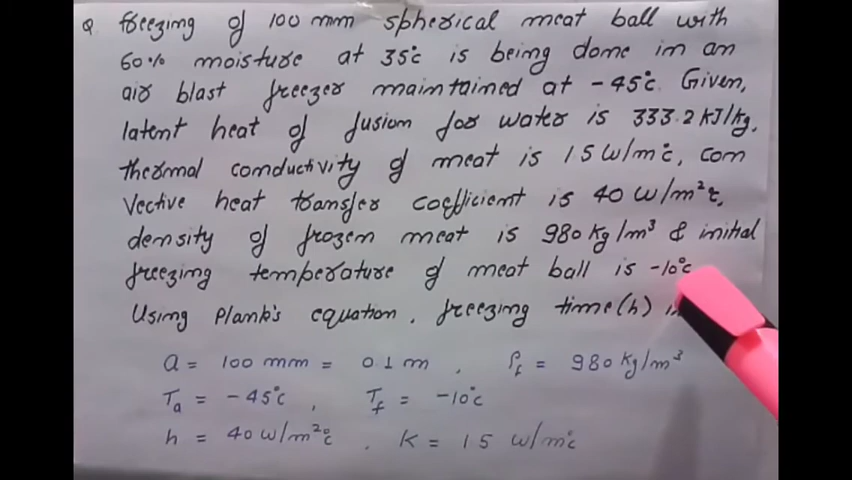 Q Freezing of 100 mm spherical meat ball with
60% moisture at 35°c is being done in an
air blast freezer maintained at -45°c. Given,
latent heat of fusion for water is 333.2 KJ/kg,
thermal conductivity of meat is 1.5 W/m°c, con
vective heat transfer coefficient is 40 W/m²°c,
density of frozen meat is 980 kg/m³ & initial
freezing temperature of meat ball is -10°c
Using Plank's equation, freezing time (h)
a = 100 mm = 0.1 m, ρf = 980 kg/m³
Ta = -45°c, Tf = -10°c
h = 40 W/m²°c, K = 1.5 W/m°c